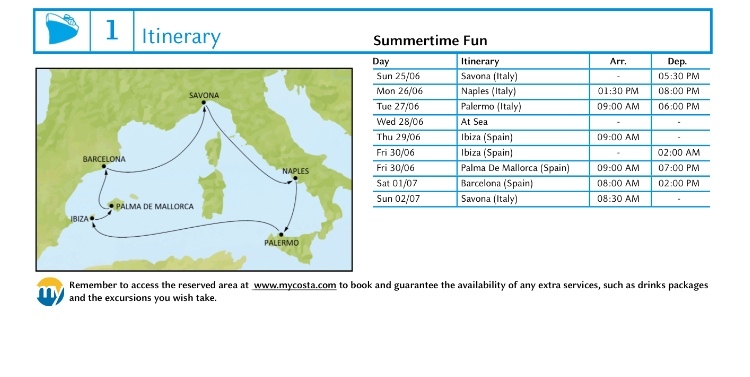 1 Itinerary
Summertime Fun
Day Itinerary Arr. Dep.
Sun 25/06 Savona (Italy) - 05:30 PM
Mon 26/06 Naples (Italy) 01:30 PM 08:00 PM
Tue 27/06 Palermo (Italy) 09:00 AM 06:00 PM
Wed 28/06 At Sea - -
Thu 29/06 Ibiza (Spain) 09:00 AM -
Fri 30/06 Ibiza (Spain) - 02:00 AM
Fri 30/06 Palma De Mallorca (Spain) 09:00 AM 07:00 PM
Sat 01/07 Barcelona (Spain) 08:00 AM 02:00 PM
Sun 02/07 Savona (Italy) 08:30 AM -
SAVONA
BARCELONA
NAPLES
PALMA DE MALLORCA
IBIZA
PALERMO
my
Remember to access the reserved area at www.mycosta.com to book and guarantee the availability of any extra services, such as drinks packages
and the excursions you wish take.